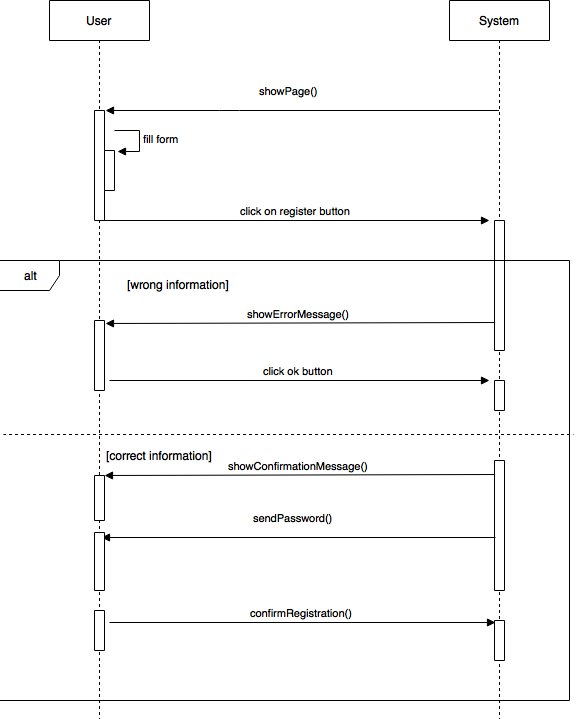 User
System
showPage()
fill form
click on register button
alt
[wrong information]
showErrorMessage()
click ok button
[correct information]
showConfirmationMessage()
sendPassword()
confirmRegistration()